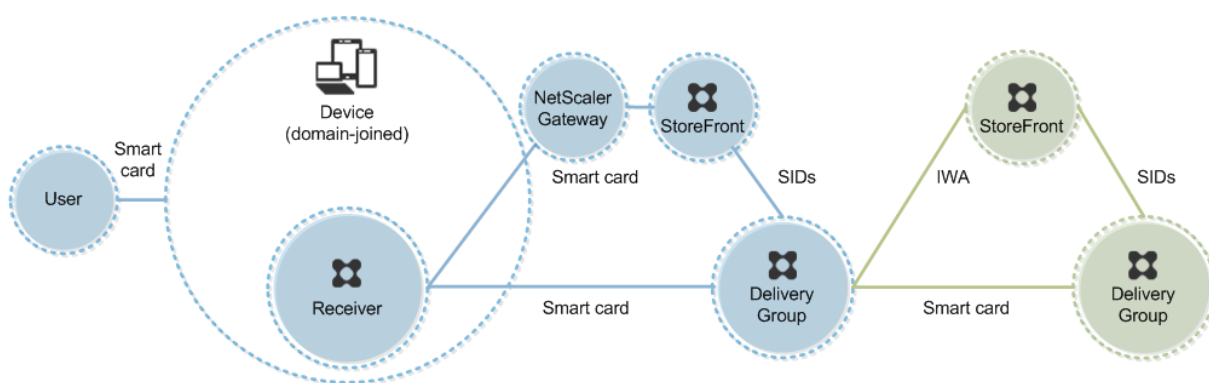 User
Smart
card
Device
(domain-joined)
Receiver
NetScaler
Gateway
StoreFront
Smart card
SIDs
Smart card
Delivery
Group
IWA
StoreFront
SIDs
Smart card
Delivery
Group